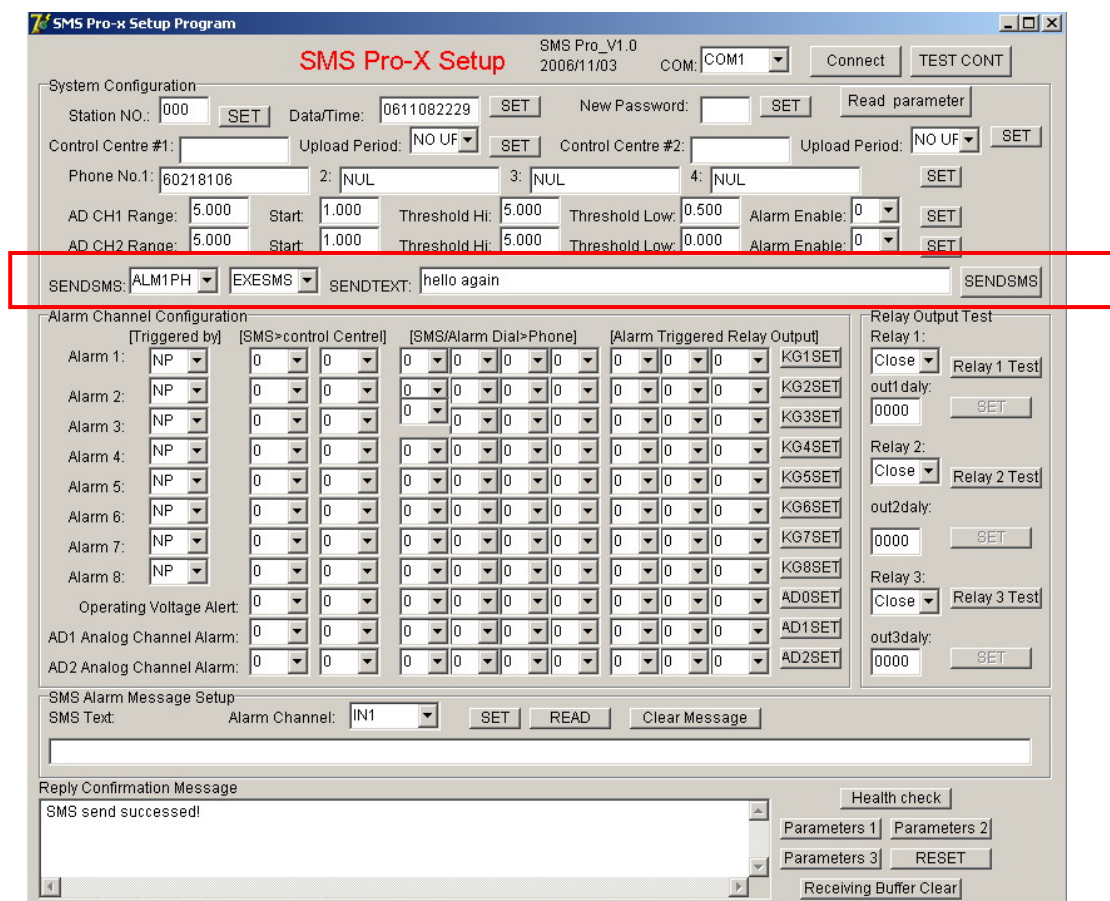 SMS Pro-x Setup Program
SMS Pro-X Setup
SMS Pro_V1.0
2006/11/03
COM: COM1 Connect TEST CONT
System Configuration
Station NO.: 000 SET Data/Time: 0611082229 SET New Password: SET Read parameter
Control Centre #1: Upload Period: NO UF SET Control Centre #2: Upload Period: NO UF SET
Phone No.1: 60218106 2: NUL 3: NUL 4: NUL SET
AD CH1 Range: 5.000 Start: 1.000 Threshold Hi: 5.000 Threshold Low: 0.500 Alarm Enable: 0 SET
AD CH2 Range: 5.000 Start: 1.000 Threshold Hi: 5.000 Threshold Low: 0.000 Alarm Enable: 0 SET
SENDSMS: ALM1PH EXESMS SENDTEXT: hello again SENDSMS
Alarm Channel Configuration
[Triggered by] [SMS>control Centrel] [SMS/Alarm Dial>Phone] [Alarm Triggered Relay Output]
Alarm 1: NP 0 0 0 0 0 0 0 0 0 KG1SET
Alarm 2: NP 0 0 0 0 0 0 0 0 0 KG2SET
Alarm 3: NP 0 0 0 0 0 0 0 0 0 KG3SET
Alarm 4: NP 0 0 0 0 0 0 0 0 0 KG4SET
Alarm 5: NP 0 0 0 0 0 0 0 0 0 KG5SET
Alarm 6: NP 0 0 0 0 0 0 0 0 0 KG6SET
Alarm 7: NP 0 0 0 0 0 0 0 0 0 KG7SET
Alarm 8: NP 0 0 0 0 0 0 0 0 0 KG8SET
Operating Voltage Alert: 0 0 0 0 0 0 0 0 0 AD0SET
AD1 Analog Channel Alarm: 0 0 0 0 0 0 0 0 0 AD1SET
AD2 Analog Channel Alarm: 0 0 0 0 0 0 0 0 0 AD2SET
Relay Output Test
Relay 1:
Close Relay 1 Test
out1 daly:
0000 SET
Relay 2:
Close Relay 2 Test
out2daly:
0000 SET
Relay 3:
Close Relay 3 Test
out3daly:
0000 SET
SMS Alarm Message Setup
SMS Text: Alarm Channel: IN1 SET READ Clear Message
Reply Confirmation Message
SMS send successed!
Health check
Parameters 1 Parameters 2
Parameters 3 RESET
Receiving Buffer Clear